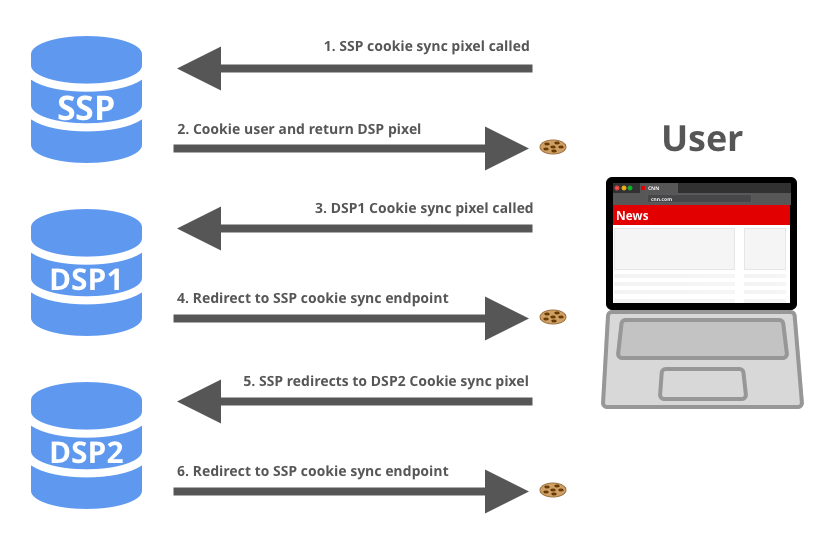 1. SSP cookie sync pixel called
SSP
2. Cookie user and return DSP pixel
User
CNN
cnn.com
News
3. DSP1 Cookie sync pixel called
DSP1
4. Redirect to SSP cookie sync endpoint
5. SSP redirects to DSP2 Cookie sync pixel
DSP2
6. Redirect to SSP cookie sync endpoint